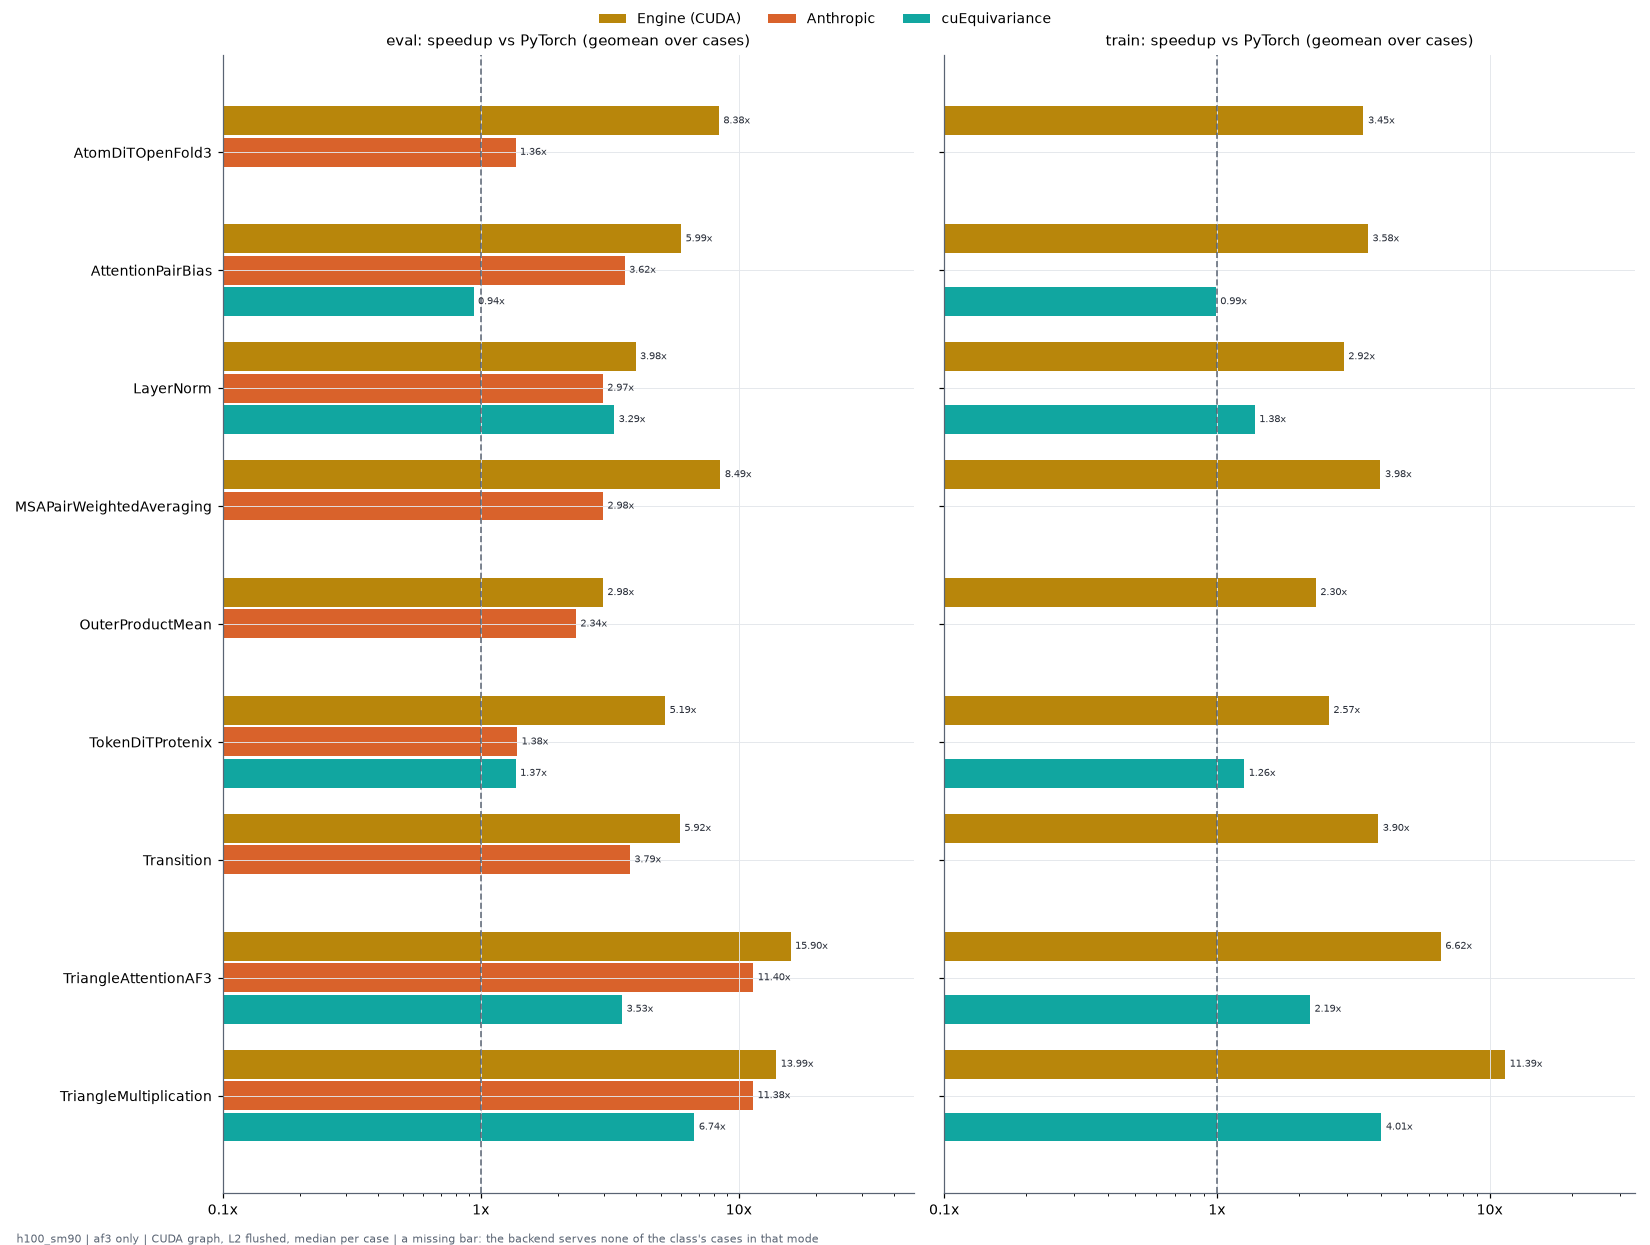 Engine (CUDA) Anthropic cuEquivariance
eval: speedup vs PyTorch (geomean over cases)
train: speedup vs PyTorch (geomean over cases)
AtomDiTOpenFold3
8.38x
1.36x
3.45x
AttentionPairBias
5.99x
3.62x
0.94x
3.58x
0.99x
LayerNorm
3.98x
2.97x
3.29x
2.92x
1.38x
MSAPairWeightedAveraging
8.49x
2.98x
3.98x
OuterProductMean
2.98x
2.34x
2.30x
TokenDiTProtenix
5.19x
1.38x
1.37x
2.57x
1.26x
Transition
5.92x
3.79x
3.90x
TriangleAttentionAF3
15.90x
11.40x
3.53x
6.62x
2.19x
TriangleMultiplication
13.99x
11.38x
6.74x
11.39x
4.01x
0.1x 1x 10x
0.1x 1x 10x
h100_sm90 | af3 only | CUDA graph, L2 flushed, median per case | a missing bar: the backend serves none of the class's cases in that mode